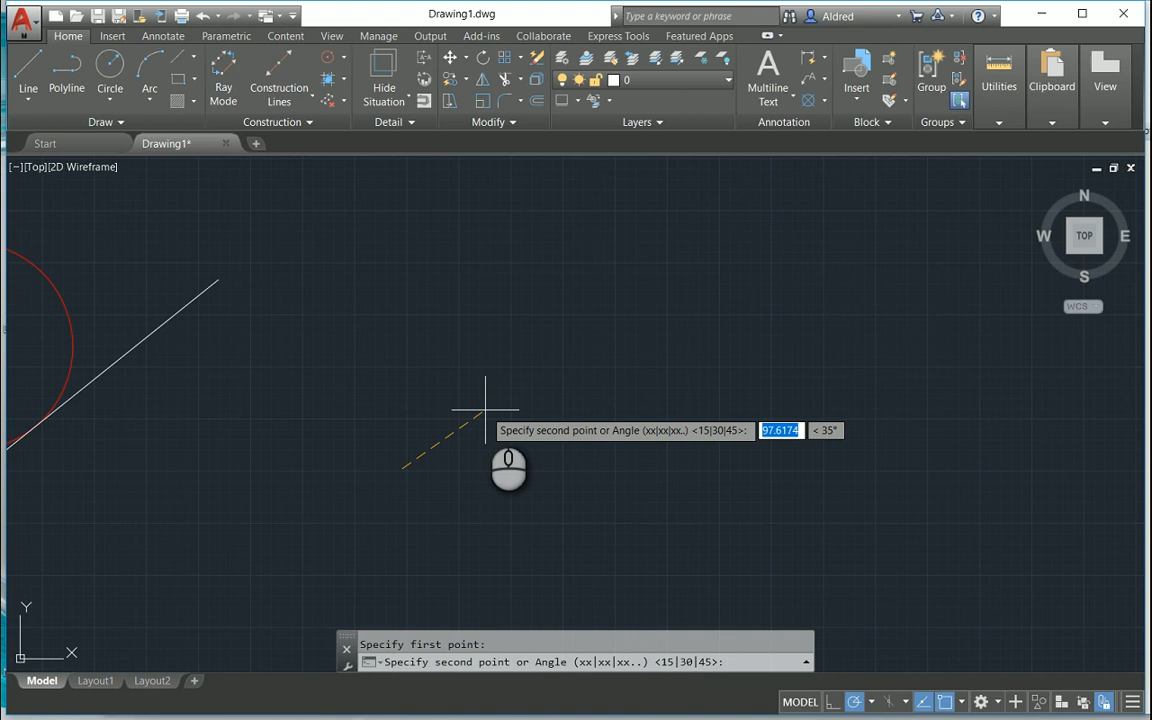 Drawing1.dwg
Type a keyword or phrase
Aldred
Home Insert Annotate Parametric Content View Manage Output Add-ins Collaborate Express Tools Featured Apps
Line Polyline Circle Arc Ray Mode Construction Lines Hide Situation 0 Multiline Text Insert Group Utilities Clipboard View
Draw Construction Detail Modify Layers Annotation Block Groups
Start Drawing1*
[−][Top][2D Wireframe]
N
W TOP E
S
WCS
Specify second point or Angle (xx|xx|xx..) <15|30|45>: 97.6174 < 35°
Y
X
Specify first point:
Specify second point or Angle (xx|xx|xx..) <15|30|45>:
Model Layout1 Layout2
MODEL